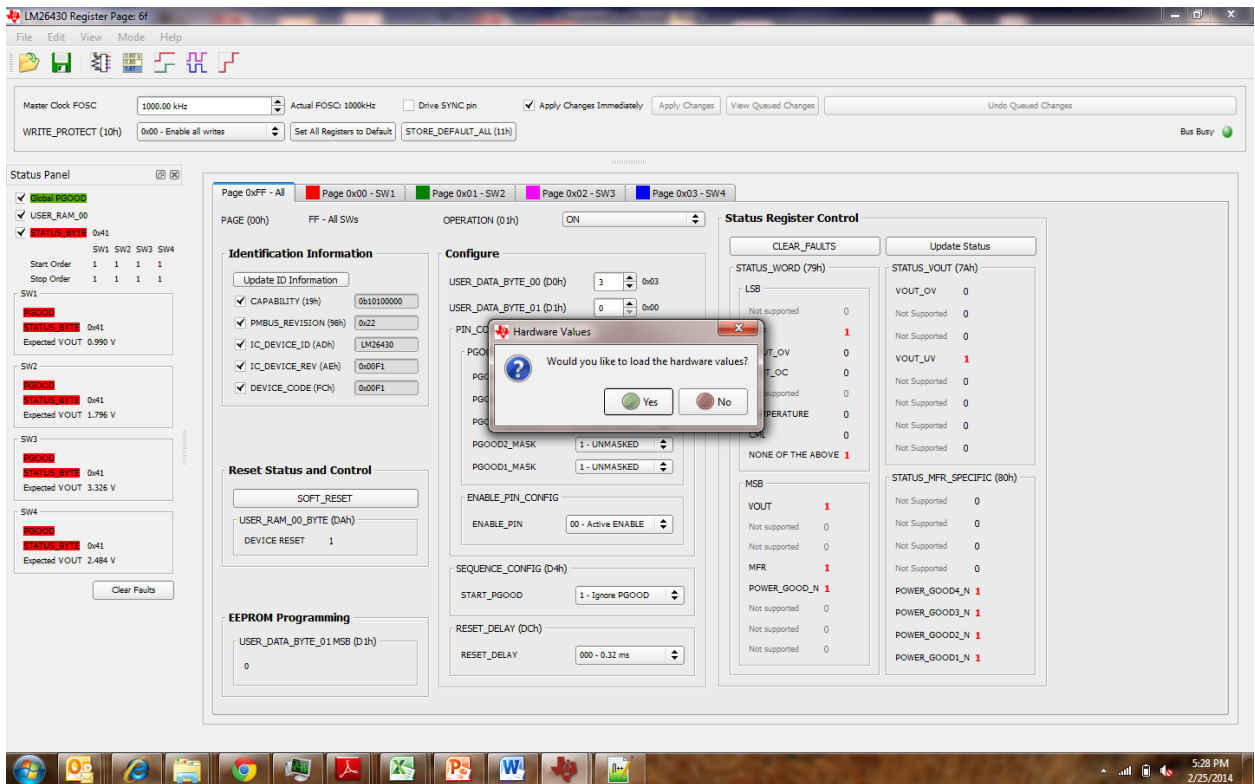 LM26430 Register Page: 6f
File Edit View Mode Help
Master Clock FOSC 1000.00 kHz Actual FOSC: 1000kHz Drive SYNC pin Apply Changes Immediately Apply Changes View Queued Changes Undo Queued Changes
WRITE_PROTECT (10h) 0x00 - Enable all writes Set All Registers to Default STORE_DEFAULT_ALL (11h) Bus Busy
Status Panel
Global PGOOD
USER_RAM_00
STATUS_BYTE 0x41
SW1 SW2 SW3 SW4
Start Order 1 1 1 1
Stop Order 1 1 1 1
SW1
PGOOD
STATUS_BYTE 0x41
Expected VOUT 0.990 V
SW2
PGOOD
STATUS_BYTE 0x41
Expected VOUT 1.796 V
SW3
PGOOD
STATUS_BYTE 0x41
Expected VOUT 3.326 V
SW4
PGOOD
STATUS_BYTE 0x41
Expected VOUT 2.484 V
Clear Faults
Page 0xFF - All Page 0x00 - SW1 Page 0x01 - SW2 Page 0x02 - SW3 Page 0x03 - SW4
PAGE (00h) FF - All SWs OPERATION (01h) ON
Identification Information
Update ID Information
CAPABILITY (19h) 0b10100000
PMBUS_REVISION (98h) 0x22
IC_DEVICE_ID (ADh) LM26430
IC_DEVICE_REV (AEh) 0x00F1
DEVICE_CODE (FCh) 0x00F1
Reset Status and Control
SOFT_RESET
USER_RAM_00_BYTE (DAh)
DEVICE RESET 1
EEPROM Programming
USER_DATA_BYTE_01 MSB (D1h)
0
Configure
USER_DATA_BYTE_00 (D0h) 3 0x03
USER_DATA_BYTE_01 (D1h) 0 0x00
PIN_CO
PGO
PGO
PGO
PGO
PGOOD2_MASK 1 - UNMASKED
PGOOD1_MASK 1 - UNMASKED
ENABLE_PIN_CONFIG
ENABLE_PIN 00 - Active ENABLE
SEQUENCE_CONFIG (D4h)
START_PGOOD 1 - Ignore PGOOD
RESET_DELAY (DCh)
RESET_DELAY 000 - 0.32 ms
Hardware Values
Would you like to load the hardware values?
Yes No
Status Register Control
CLEAR_FAULTS Update Status
STATUS_WORD (79h)
LSB
Not supported 0
1
UT_OV 0
T_OC 0
supported 0
PERATURE 0
CML 0
NONE OF THE ABOVE 1
MSB
VOUT 1
Not supported 0
Not supported 0
MFR 1
POWER_GOOD_N 1
Not supported 0
Not supported 0
Not supported 0
STATUS_VOUT (7Ah)
VOUT_OV 0
Not Supported 0
Not Supported 0
VOUT_UV 1
Not Supported 0
Not Supported 0
Not Supported 0
Not Supported 0
STATUS_MFR_SPECIFIC (80h)
Not Supported 0
Not Supported 0
Not Supported 0
Not Supported 0
POWER_GOOD4_N 1
POWER_GOOD3_N 1
POWER_GOOD2_N 1
POWER_GOOD1_N 1
5:28 PM
2/25/2014